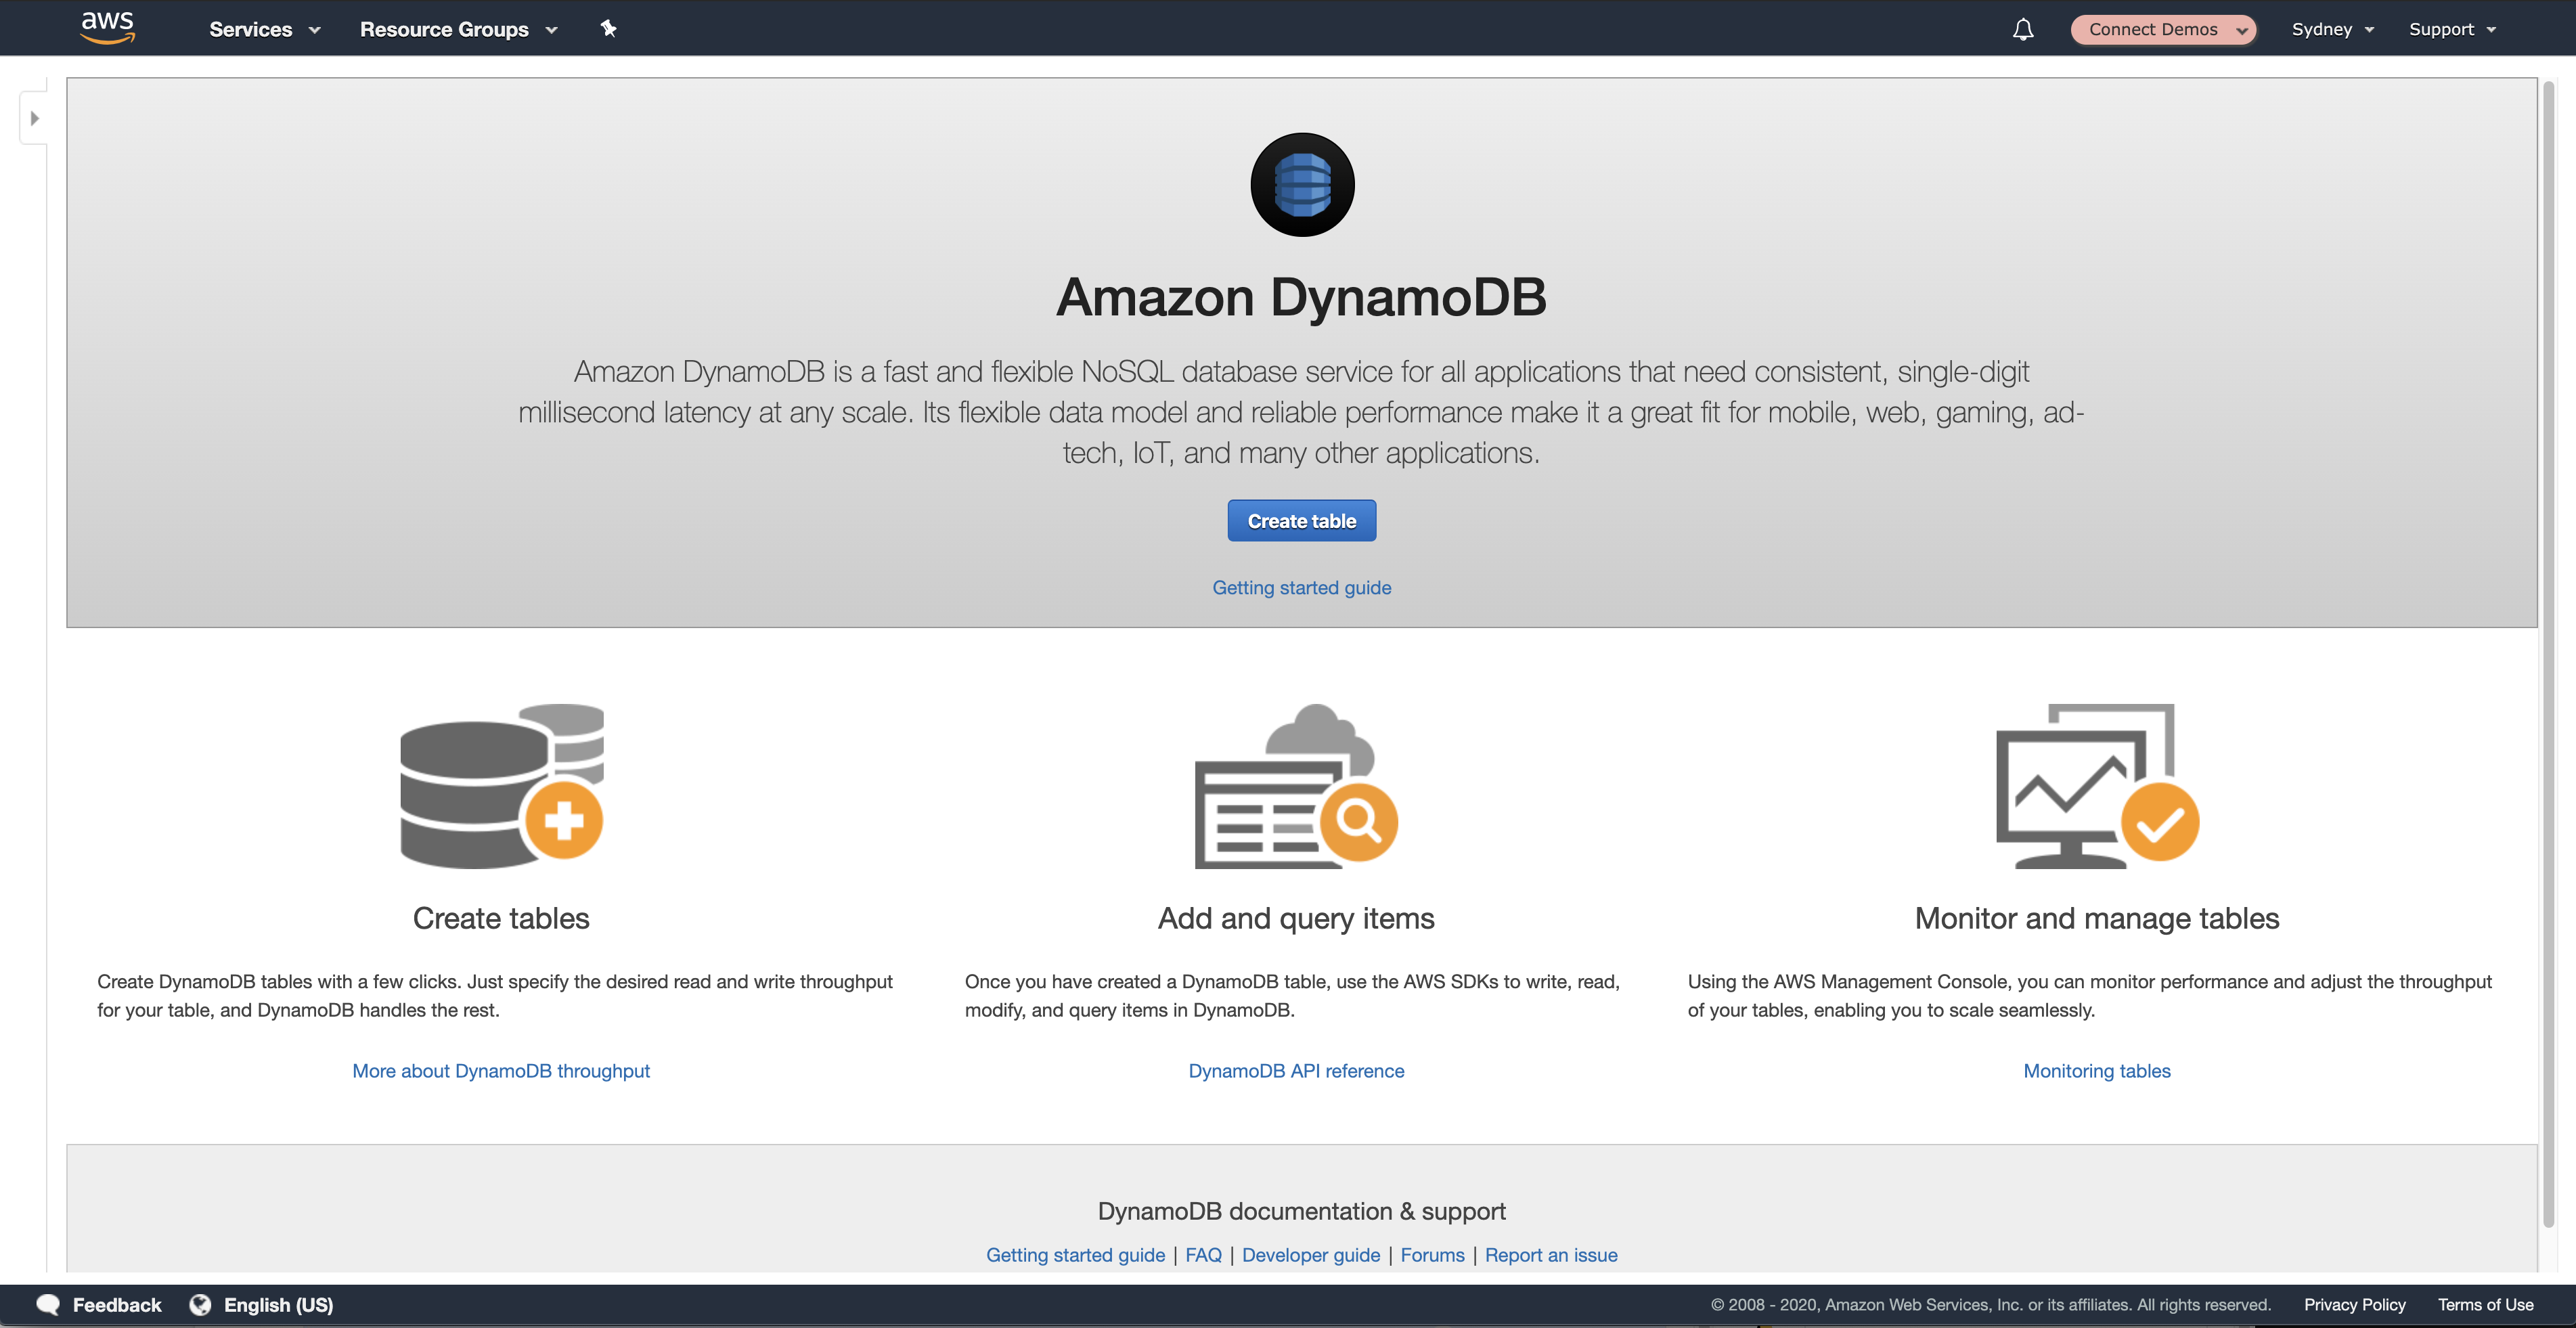 aws Services Resource Groups Connect Demos Sydney Support
Amazon DynamoDB
Amazon DynamoDB is a fast and flexible NoSQL database service for all applications that need consistent, single-digit
millisecond latency at any scale. Its flexible data model and reliable performance make it a great fit for mobile, web, gaming, ad-
tech, IoT, and many other applications.
Create table
Getting started guide
Create tables
Create DynamoDB tables with a few clicks. Just specify the desired read and write throughput
for your table, and DynamoDB handles the rest.
More about DynamoDB throughput
Add and query items
Once you have created a DynamoDB table, use the AWS SDKs to write, read,
modify, and query items in DynamoDB.
DynamoDB API reference
Monitor and manage tables
Using the AWS Management Console, you can monitor performance and adjust the throughput
of your tables, enabling you to scale seamlessly.
Monitoring tables
DynamoDB documentation & support
Getting started guide | FAQ | Developer guide | Forums | Report an issue
Feedback English (US) © 2008 - 2020, Amazon Web Services, Inc. or its affiliates. All rights reserved. Privacy Policy Terms of Use